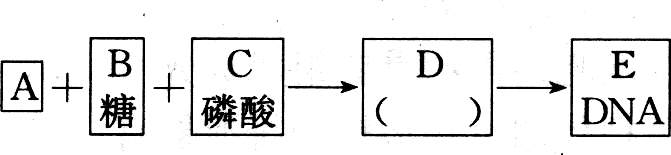 A + B 糖 + C 磷酸 → D ( ) → E DNA